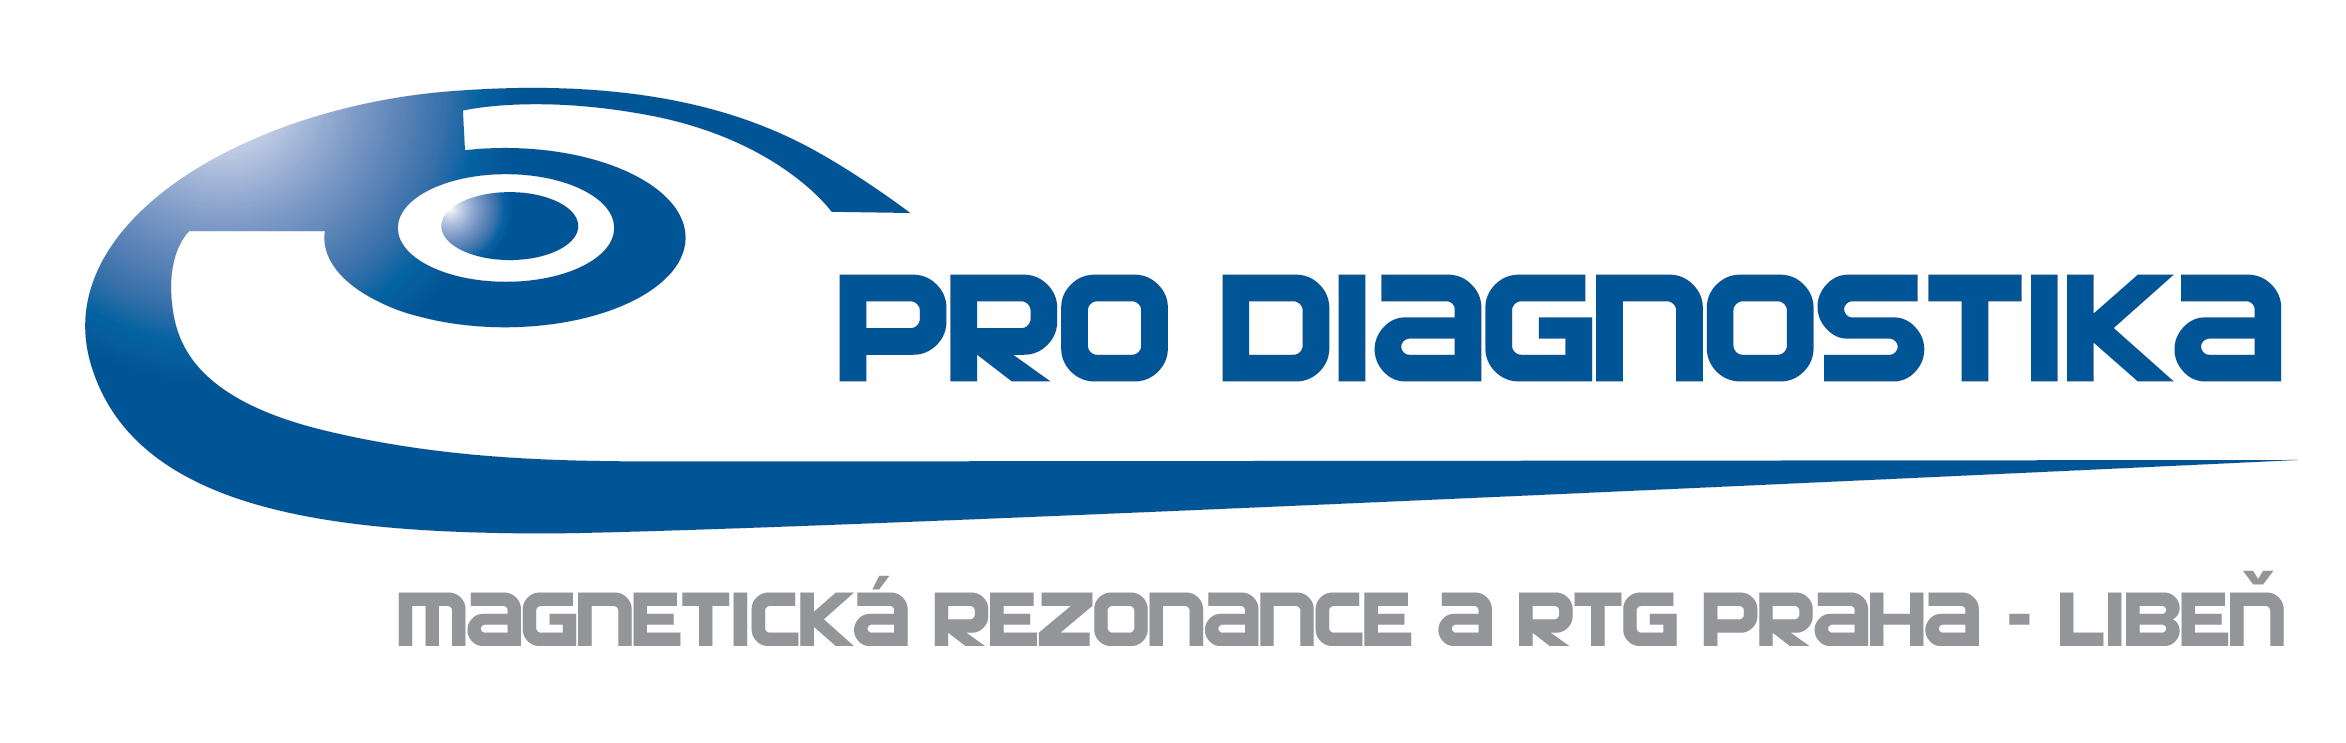 PRO DIAGNOSTIKA
MAGNETICKÁ REZONANCE A RTG PRAHA - LIBEŇ